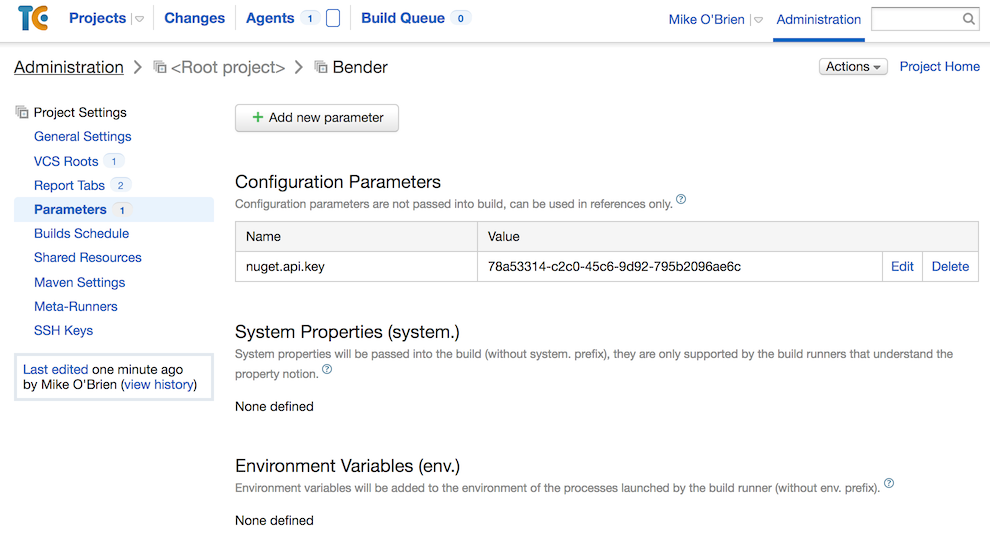 TC Projects Changes Agents 1 Build Queue 0 Mike O'Brien Administration
Administration <Root project> Bender Actions Project Home
Project Settings
General Settings
VCS Roots 1
Report Tabs 2
Parameters 1
Builds Schedule
Shared Resources
Maven Settings
Meta-Runners
SSH Keys
Last edited one minute ago
by Mike O'Brien (view history)
+ Add new parameter
Configuration Parameters
Configuration parameters are not passed into build, can be used in references only. ?
Name Value
nuget.api.key 78a53314-c2c0-45c6-9d92-795b2096ae6c Edit Delete
System Properties (system.)
System properties will be passed into the build (without system. prefix), they are only supported by the build runners that understand the
property notion. ?
None defined
Environment Variables (env.)
Environment variables will be added to the environment of the processes launched by the build runner (without env. prefix). ?
None defined